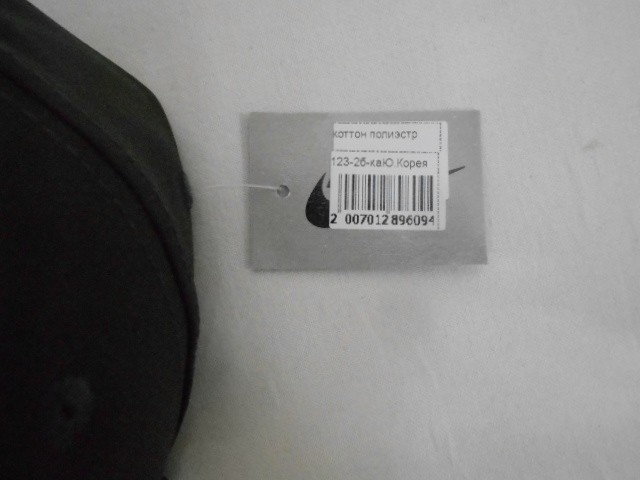 коттон полиэстр
123-26-каЮ.Корея
2 007012 896094